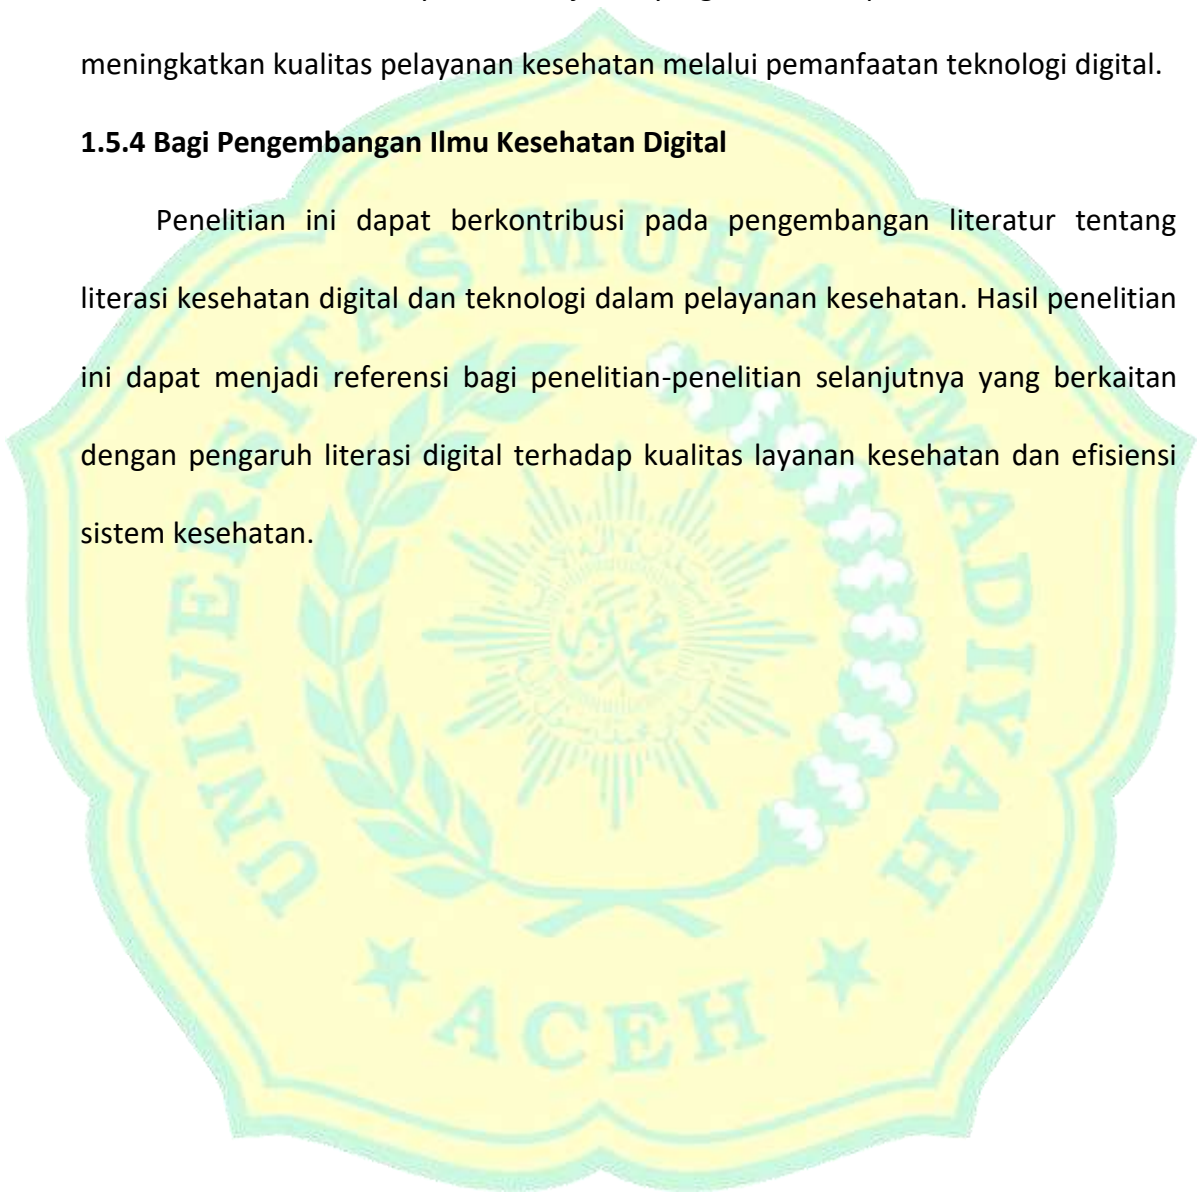 meningkatkan kualitas pelayanan kesehatan melalui pemanfaatan teknologi digital.
1.5.4 Bagi Pengembangan Ilmu Kesehatan Digital
Penelitian ini dapat berkontribusi pada pengembangan literatur tentang
literasi kesehatan digital dan teknologi dalam pelayanan kesehatan. Hasil penelitian
ini dapat menjadi referensi bagi penelitian-penelitian selanjutnya yang berkaitan
dengan pengaruh literasi digital terhadap kualitas layanan kesehatan dan efisiensi
sistem kesehatan.
UNIVERSITAS MUHAMMADIYAH
ACEH
محمدية